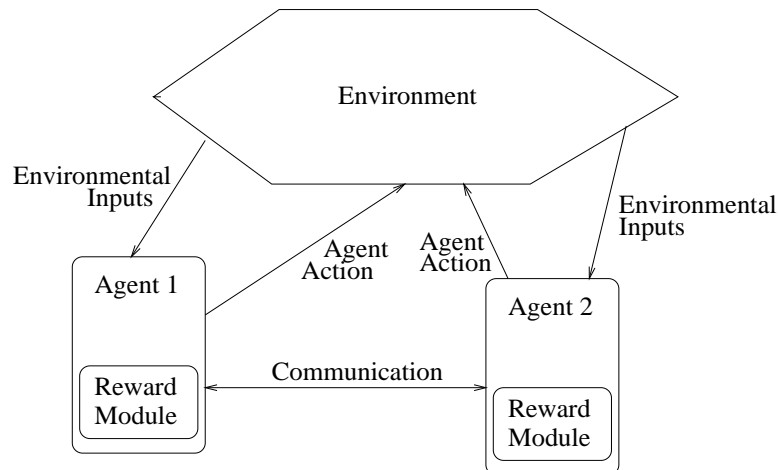 Environment
Environmental
Inputs
Agent
Action
Agent
Action
Environmental
Inputs
Agent 1
Agent 2
Communication
Reward
Module
Reward
Module